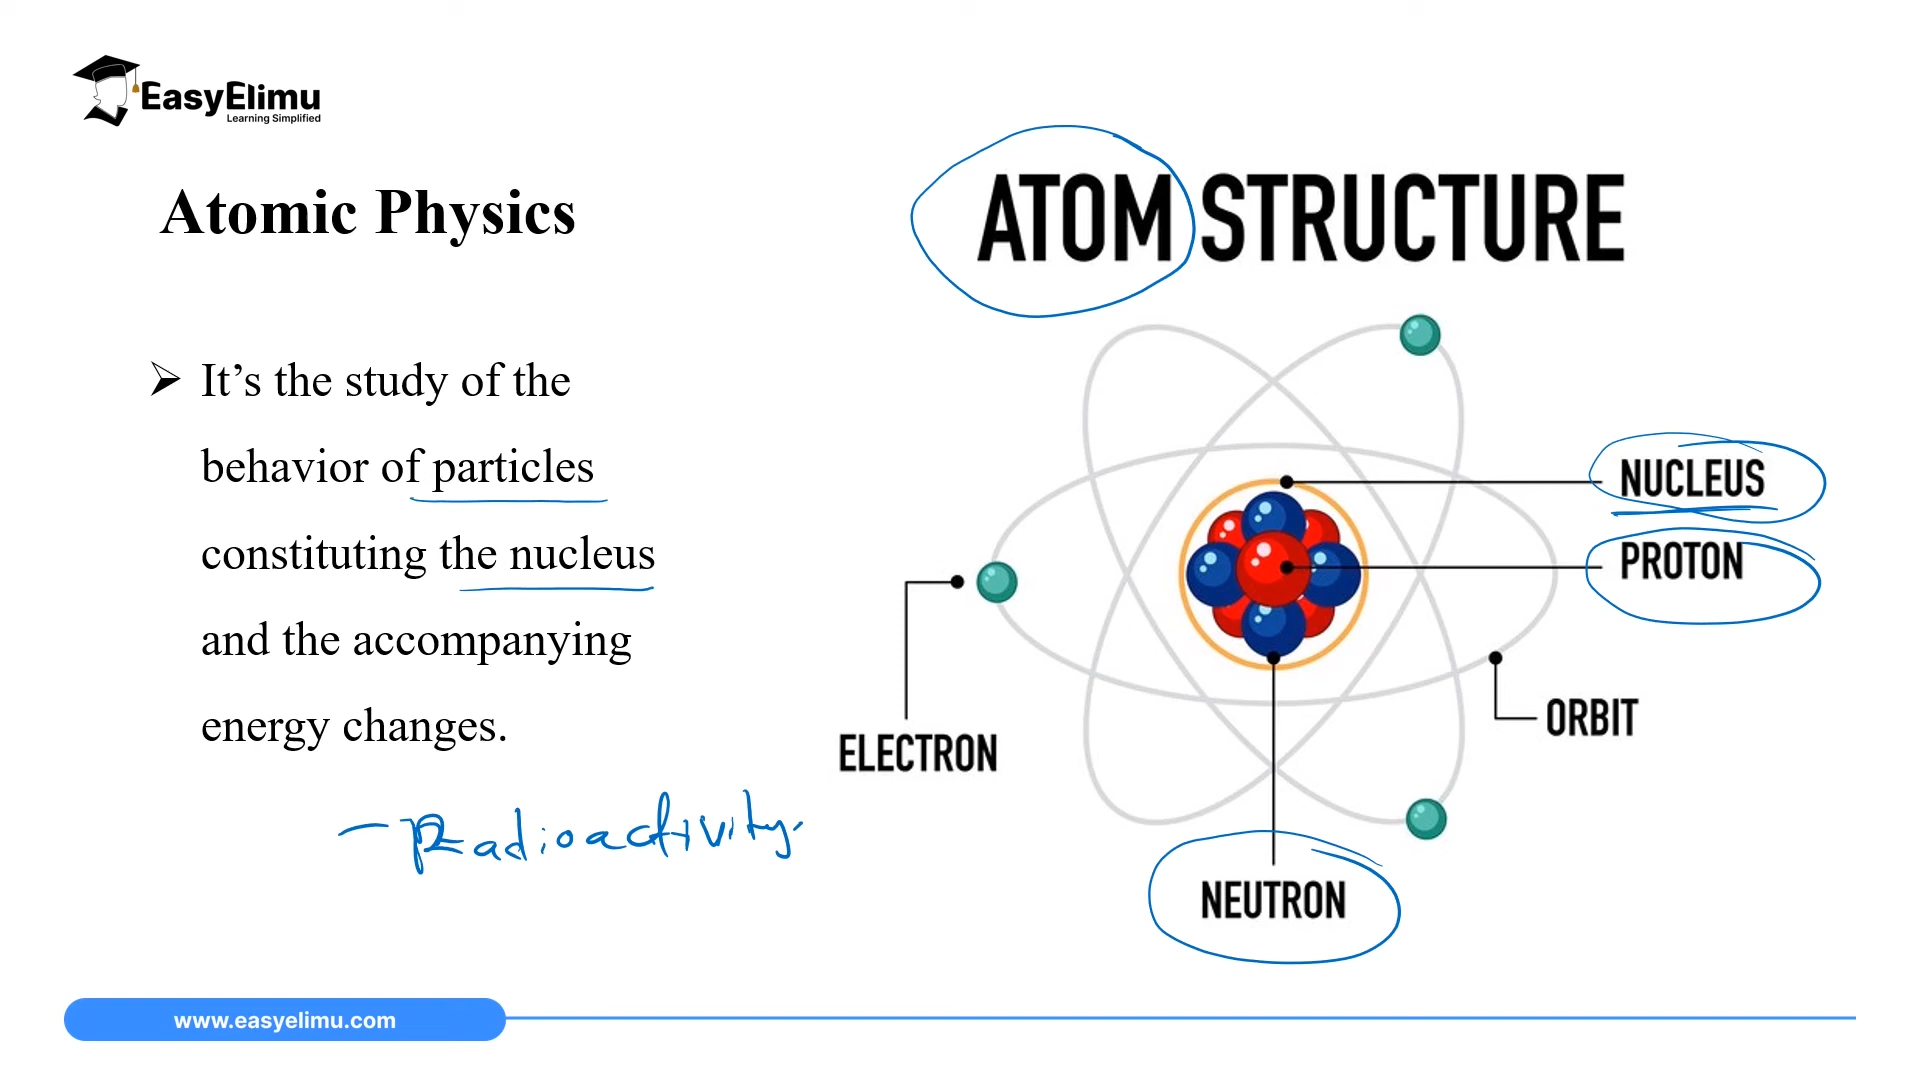 EasyElimu
Learning Simplified
Atomic Physics
➢ It’s the study of the
behavior of particles
constituting the nucleus
and the accompanying
energy changes.
– Radioactivity.
ATOM STRUCTURE
NUCLEUS
PROTON
ORBIT
ELECTRON
NEUTRON
www.easyelimu.com